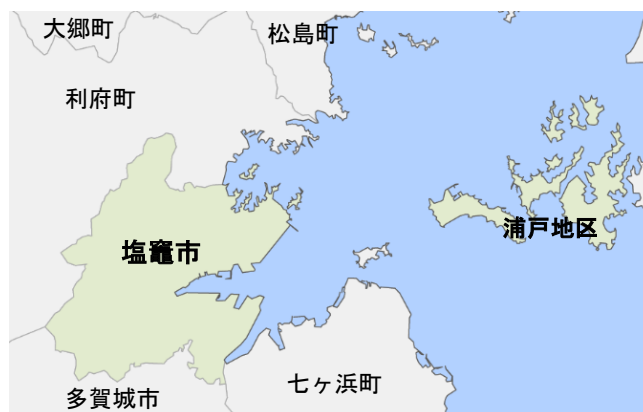 大郷町
松島町
利府町
塩竈市
浦戸地区
七ヶ浜町
多賀城市